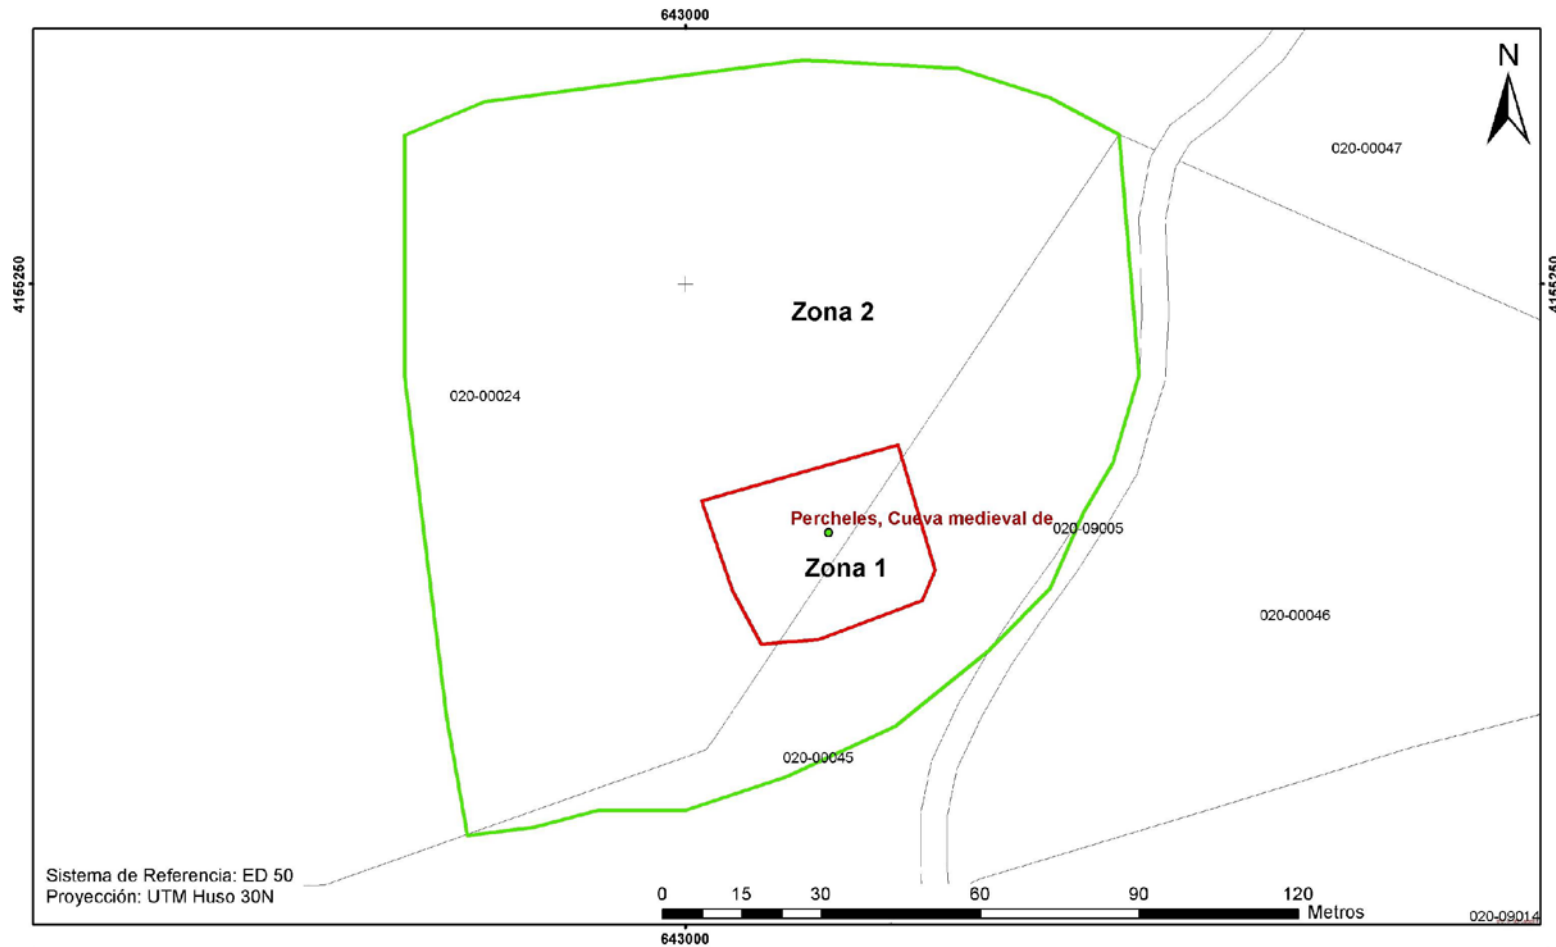 643000
N
020-00047
4155250
4155250
Zona 2
020-00024
Percheles, Cueva medieval de
020-09005
Zona 1
020-00046
020-00045
Sistema de Referencia: ED 50
Proyección: UTM Huso 30N
0 15 30 60 90 120
Metros
020-09014
643000